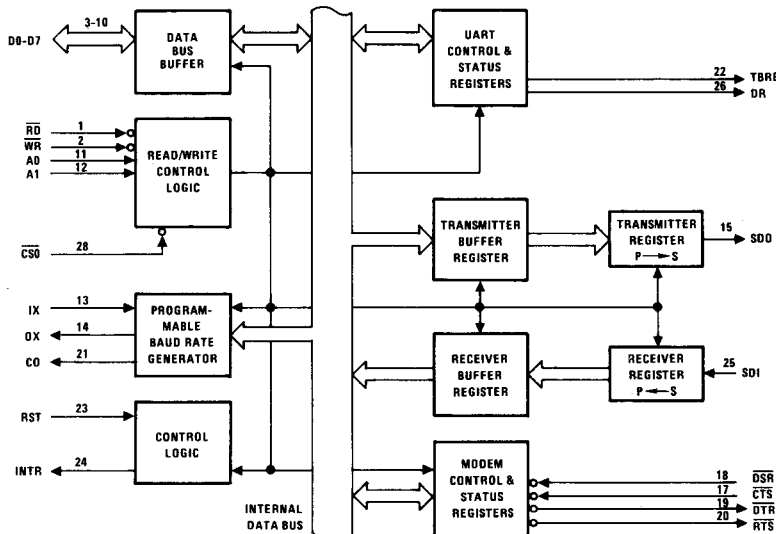 D0-D7
3-10
DATA
BUS
BUFFER
UART
CONTROL &
STATUS
REGISTERS
22
TBRE
26
DR
RD
1
WR
2
A0
11
A1
12
READ/WRITE
CONTROL
LOGIC
CS0
28
TRANSMITTER
BUFFER
REGISTER
TRANSMITTER
REGISTER
P → S
15
SDO
IX
13
OX
14
CO
21
PROGRAM-
MABLE
BAUD RATE
GENERATOR
RECEIVER
BUFFER
REGISTER
RECEIVER
REGISTER
P ← S
25
SDI
RST
23
INTR
24
CONTROL
LOGIC
INTERNAL
DATA BUS
MODEM
CONTROL &
STATUS
REGISTERS
18
DSR
17
CTS
19
DTR
20
RTS